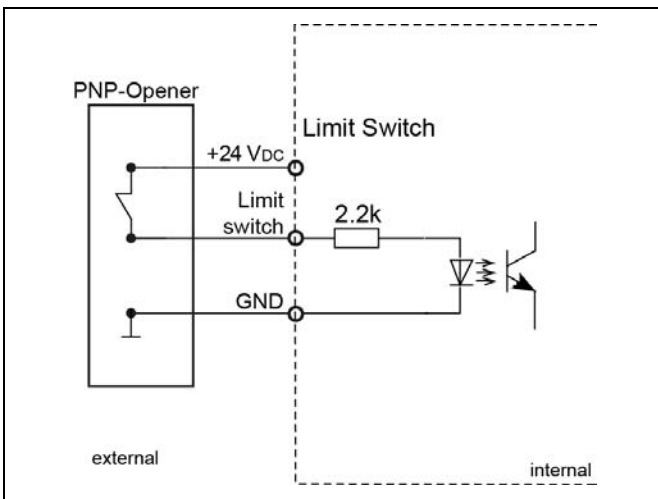 PNP-Opener
Limit Switch
+24 VDC
Limit
switch
2.2k
GND
external
internal